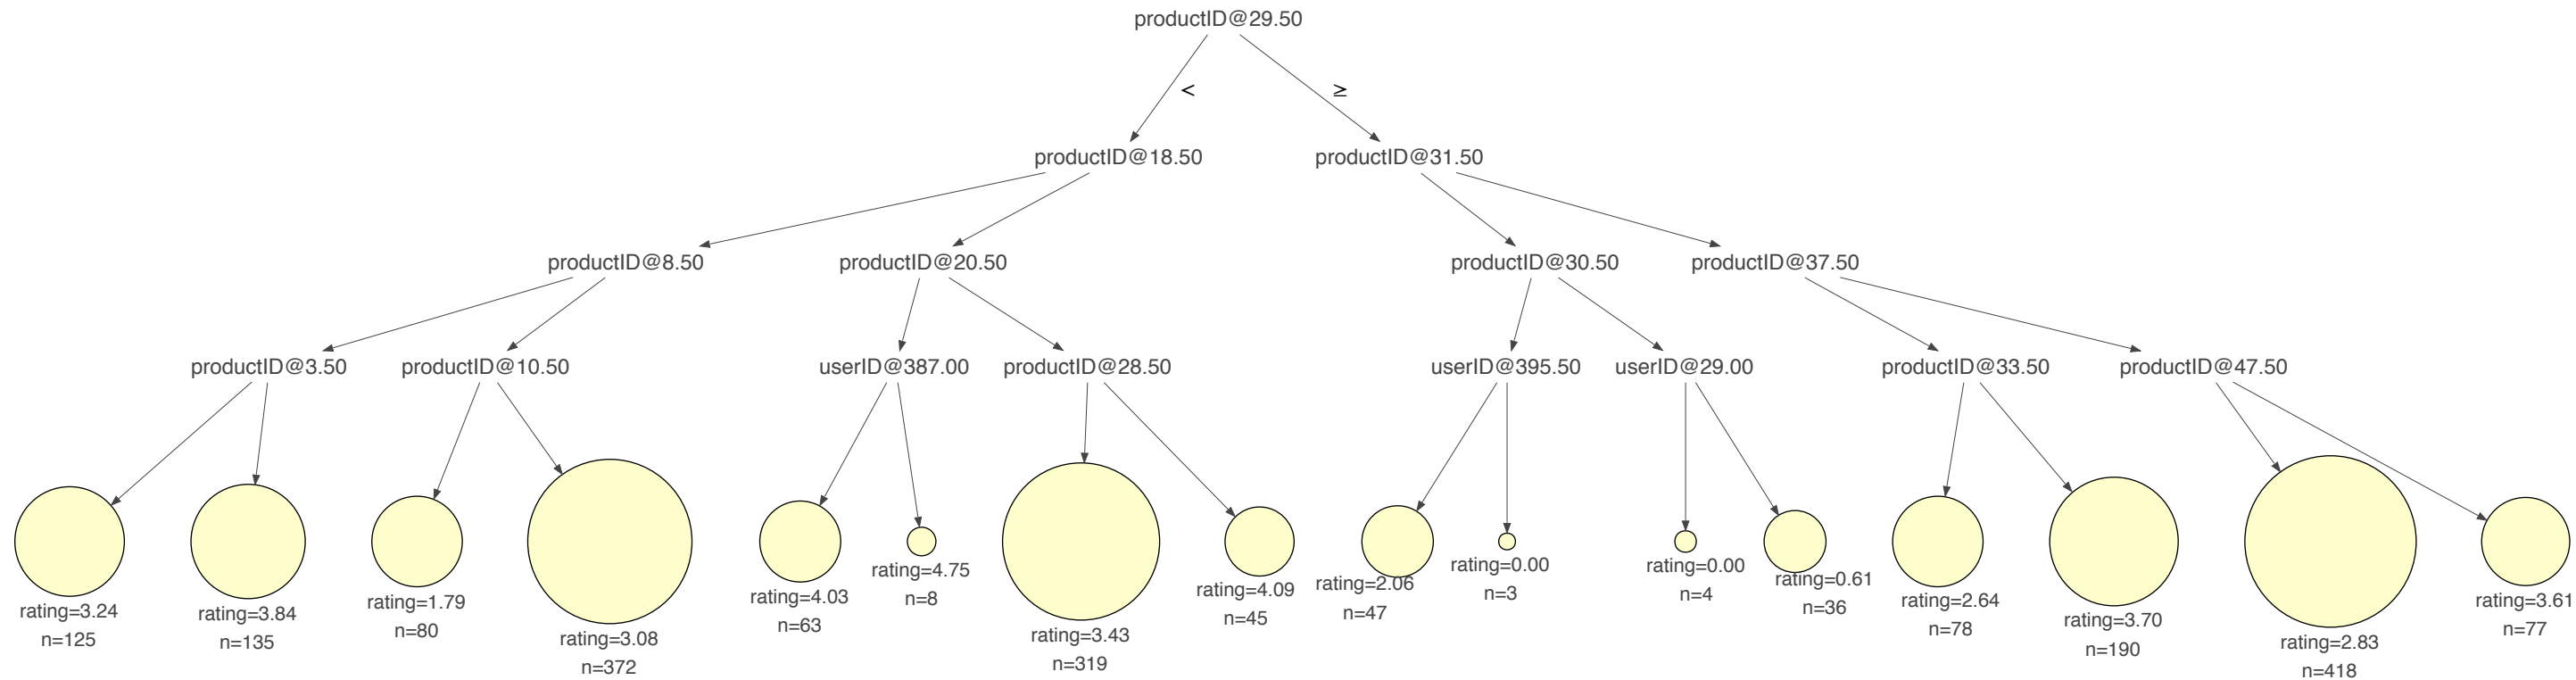 productID@29.50
<
≥
productID@18.50
productID@31.50
productID@8.50
productID@20.50
productID@30.50
productID@37.50
productID@3.50
productID@10.50
userID@387.00
productID@28.50
userID@395.50
userID@29.00
productID@33.50
productID@47.50
rating=3.24
n=125
rating=3.84
n=135
rating=1.79
n=80
rating=3.08
n=372
rating=4.03
n=63
rating=4.75
n=8
rating=3.43
n=319
rating=4.09
n=45
rating=2.06
n=47
rating=0.00
n=3
rating=0.00
n=4
rating=0.61
n=36
rating=2.64
n=78
rating=3.70
n=190
rating=2.83
n=418
rating=3.61
n=77